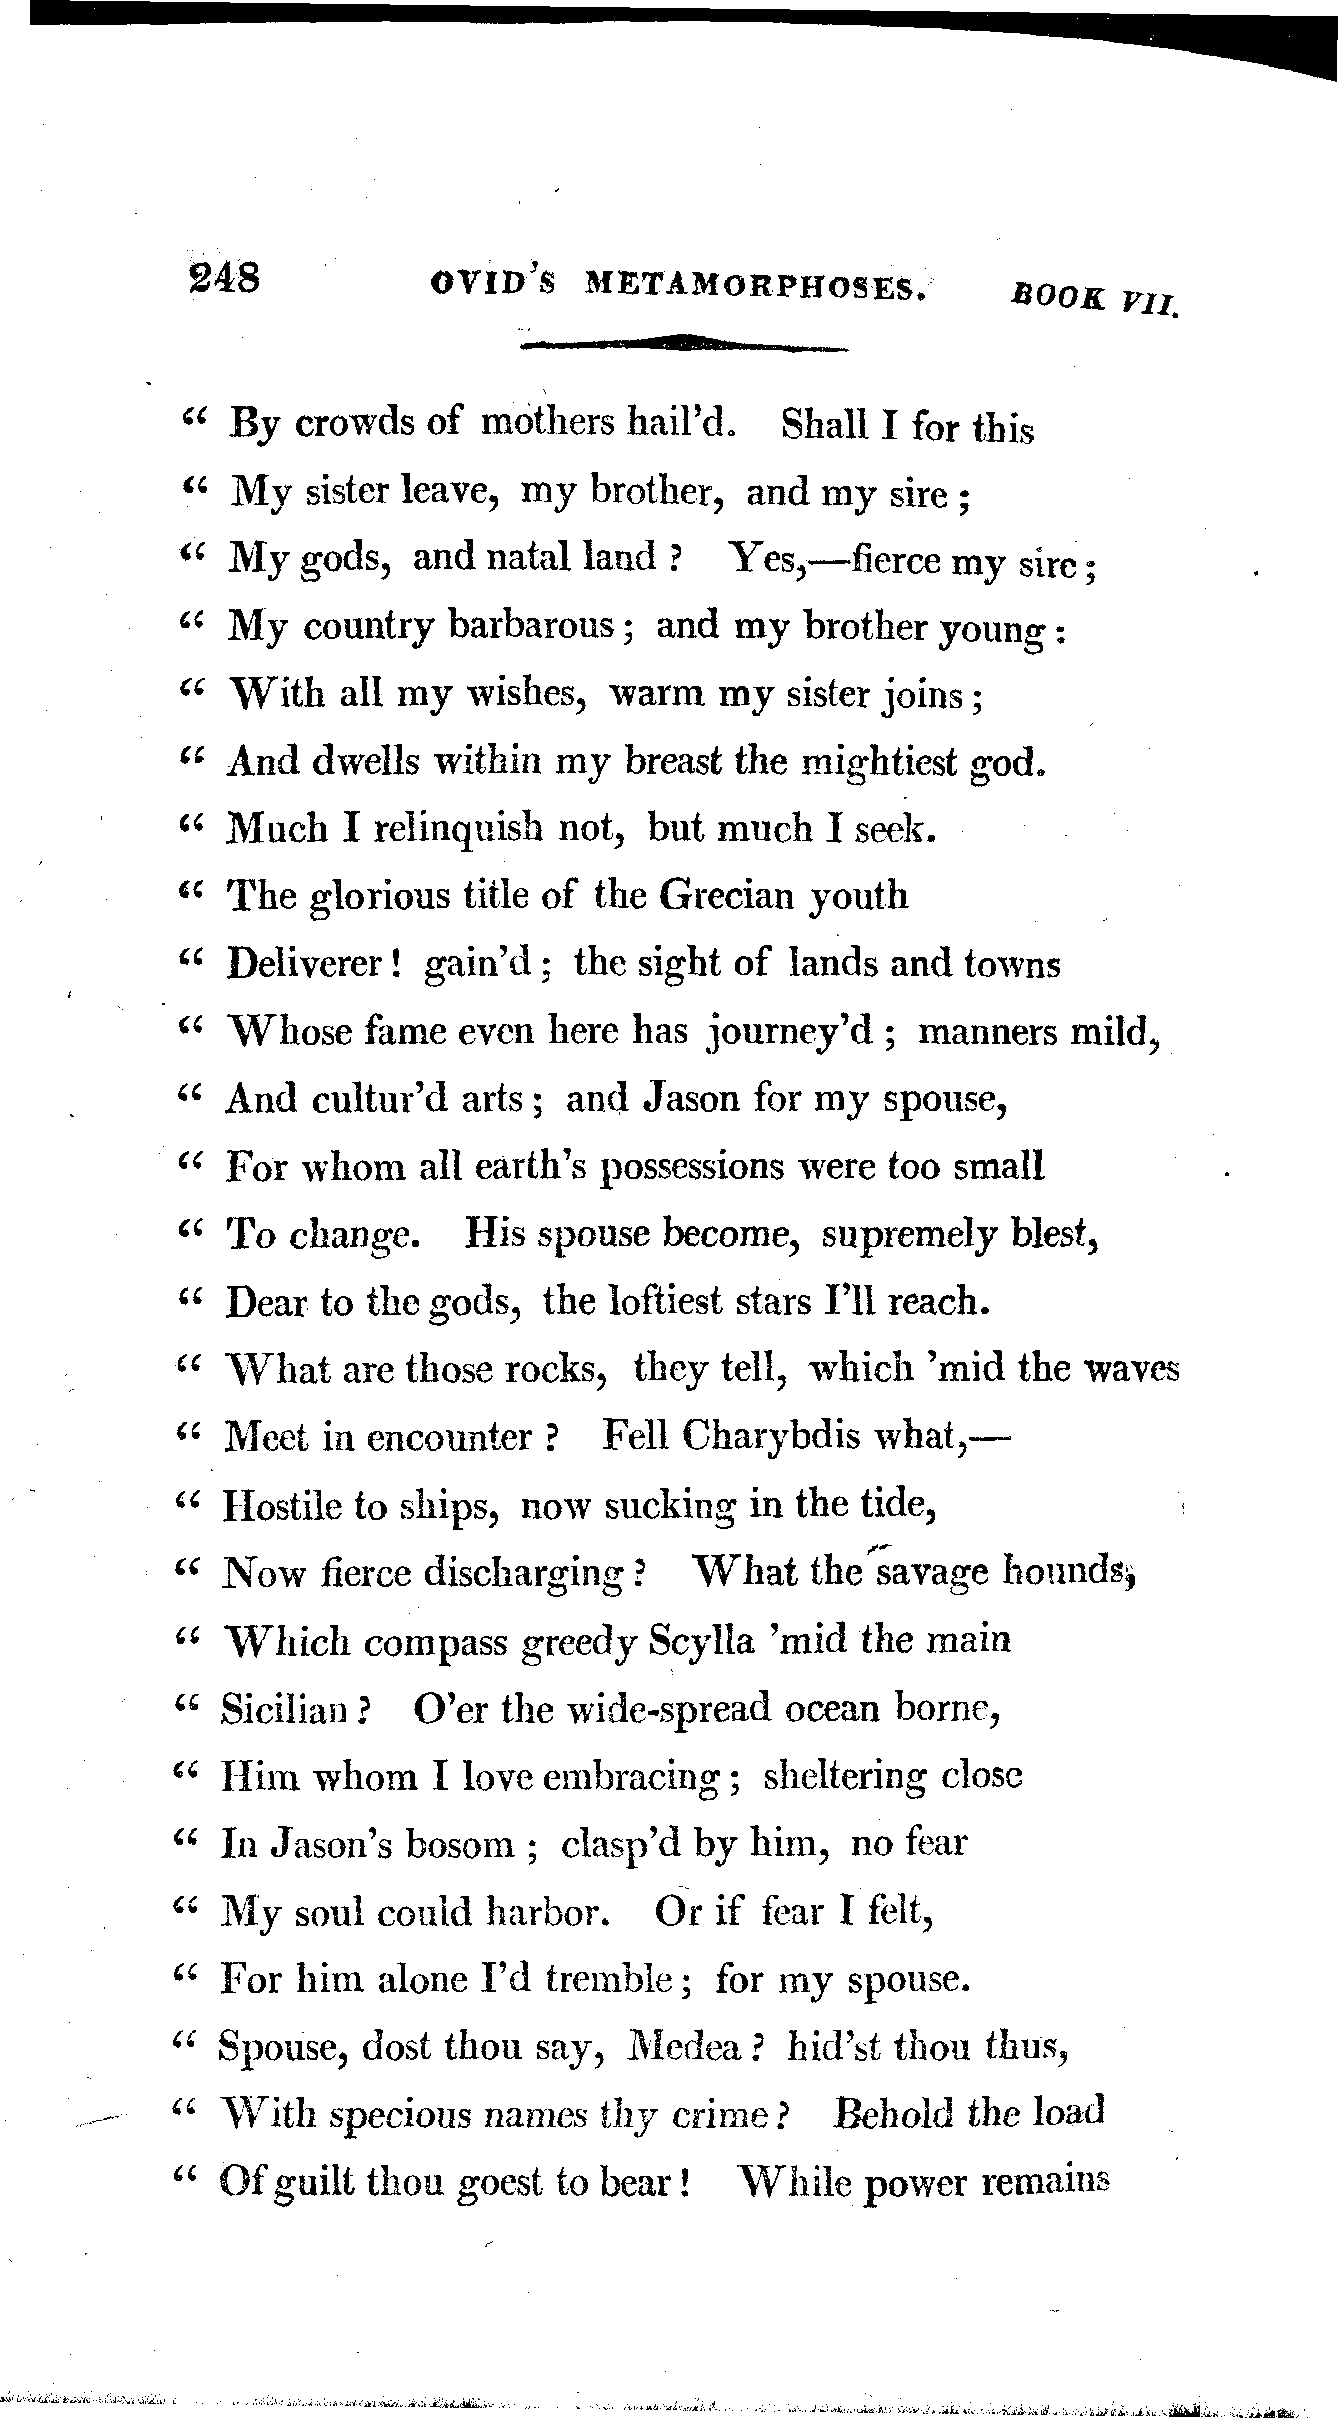 248 OVID'S METAMORPHOSES. BOOK VII.
“ By crowds of mothers hail'd. Shall I for this
“ My sister leave, my brother, and my sire ;
“ My gods, and natal land ? Yes,—fierce my sire ;
“ My country barbarous ; and my brother young :
“ With all my wishes, warm my sister joins ;
“ And dwells within my breast the mightiest god.
“ Much I relinquish not, but much I seek.
“ The glorious title of the Grecian youth
“ Deliverer ! gain'd ; the sight of lands and towns
“ Whose fame even here has journey'd ; manners mild,
“ And cultur'd arts ; and Jason for my spouse,
“ For whom all earth's possessions were too small
“ To change. His spouse become, supremely blest,
“ Dear to the gods, the loftiest stars I'll reach.
“ What are those rocks, they tell, which 'mid the waves
“ Meet in encounter ? Fell Charybdis what,—
“ Hostile to ships, now sucking in the tide,
“ Now fierce discharging ? What the savage hounds,
“ Which compass greedy Scylla 'mid the main
“ Sicilian ? O'er the wide-spread ocean borne,
“ Him whom I love embracing ; sheltering close
“ In Jason's bosom ; clasp'd by him, no fear
“ My soul could harbor. Or if fear I felt,
“ For him alone I'd tremble ; for my spouse.
“ Spouse, dost thou say, Medea ? hid'st thou thus,
“ With specious names thy crime ? Behold the load
“ Of guilt thou goest to bear ! While power remains